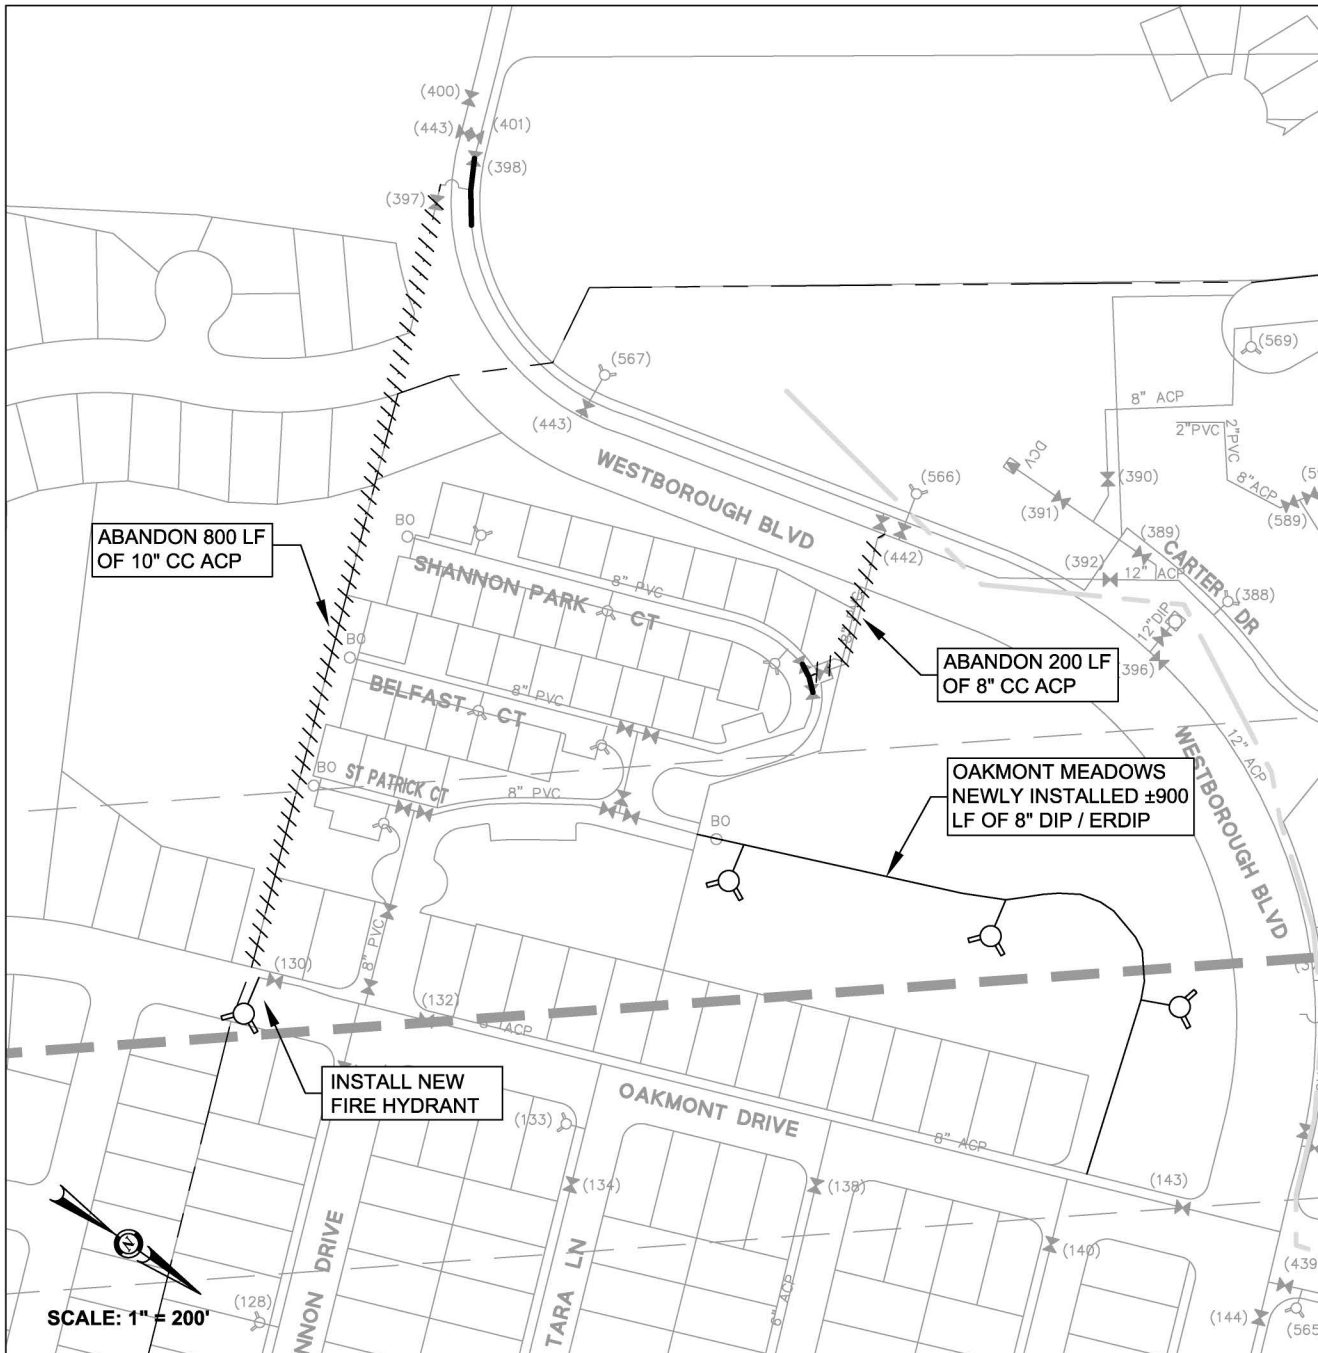 (400)
(443)
(401)
(398)
(397)
(567)
(569)
(443)
8" ACP
2"PVC
2"PVC
DCV
(566)
(390)
8"ACP
(391)
(589)
WESTBOROUGH BLVD
BO
ABANDON 800 LF
OF 10" CC ACP
(442)
(389)
CARTER DR
(392)
12" ACP
SHANNON PARK CT
8" PVC
(388)
12"DIP
BO
ABANDON 200 LF
OF 8" CC ACP
(396)
BELFAST CT
8" PVC
WESTBOROUGH BLVD
12" ACP
BO
ST PATRICK CT
8" PVC
OAKMONT MEADOWS
NEWLY INSTALLED ±900
LF OF 8" DIP / ERDIP
BO
8" PVC
(130)
(132)
8" ACP
INSTALL NEW
FIRE HYDRANT
(133)
OAKMONT DRIVE
8" ACP
(134)
(138)
(143)
(140)
N
SCALE: 1" = 200'
(128)
NNON DRIVE
TARA LN
6" ACP
(144)
(439
(565